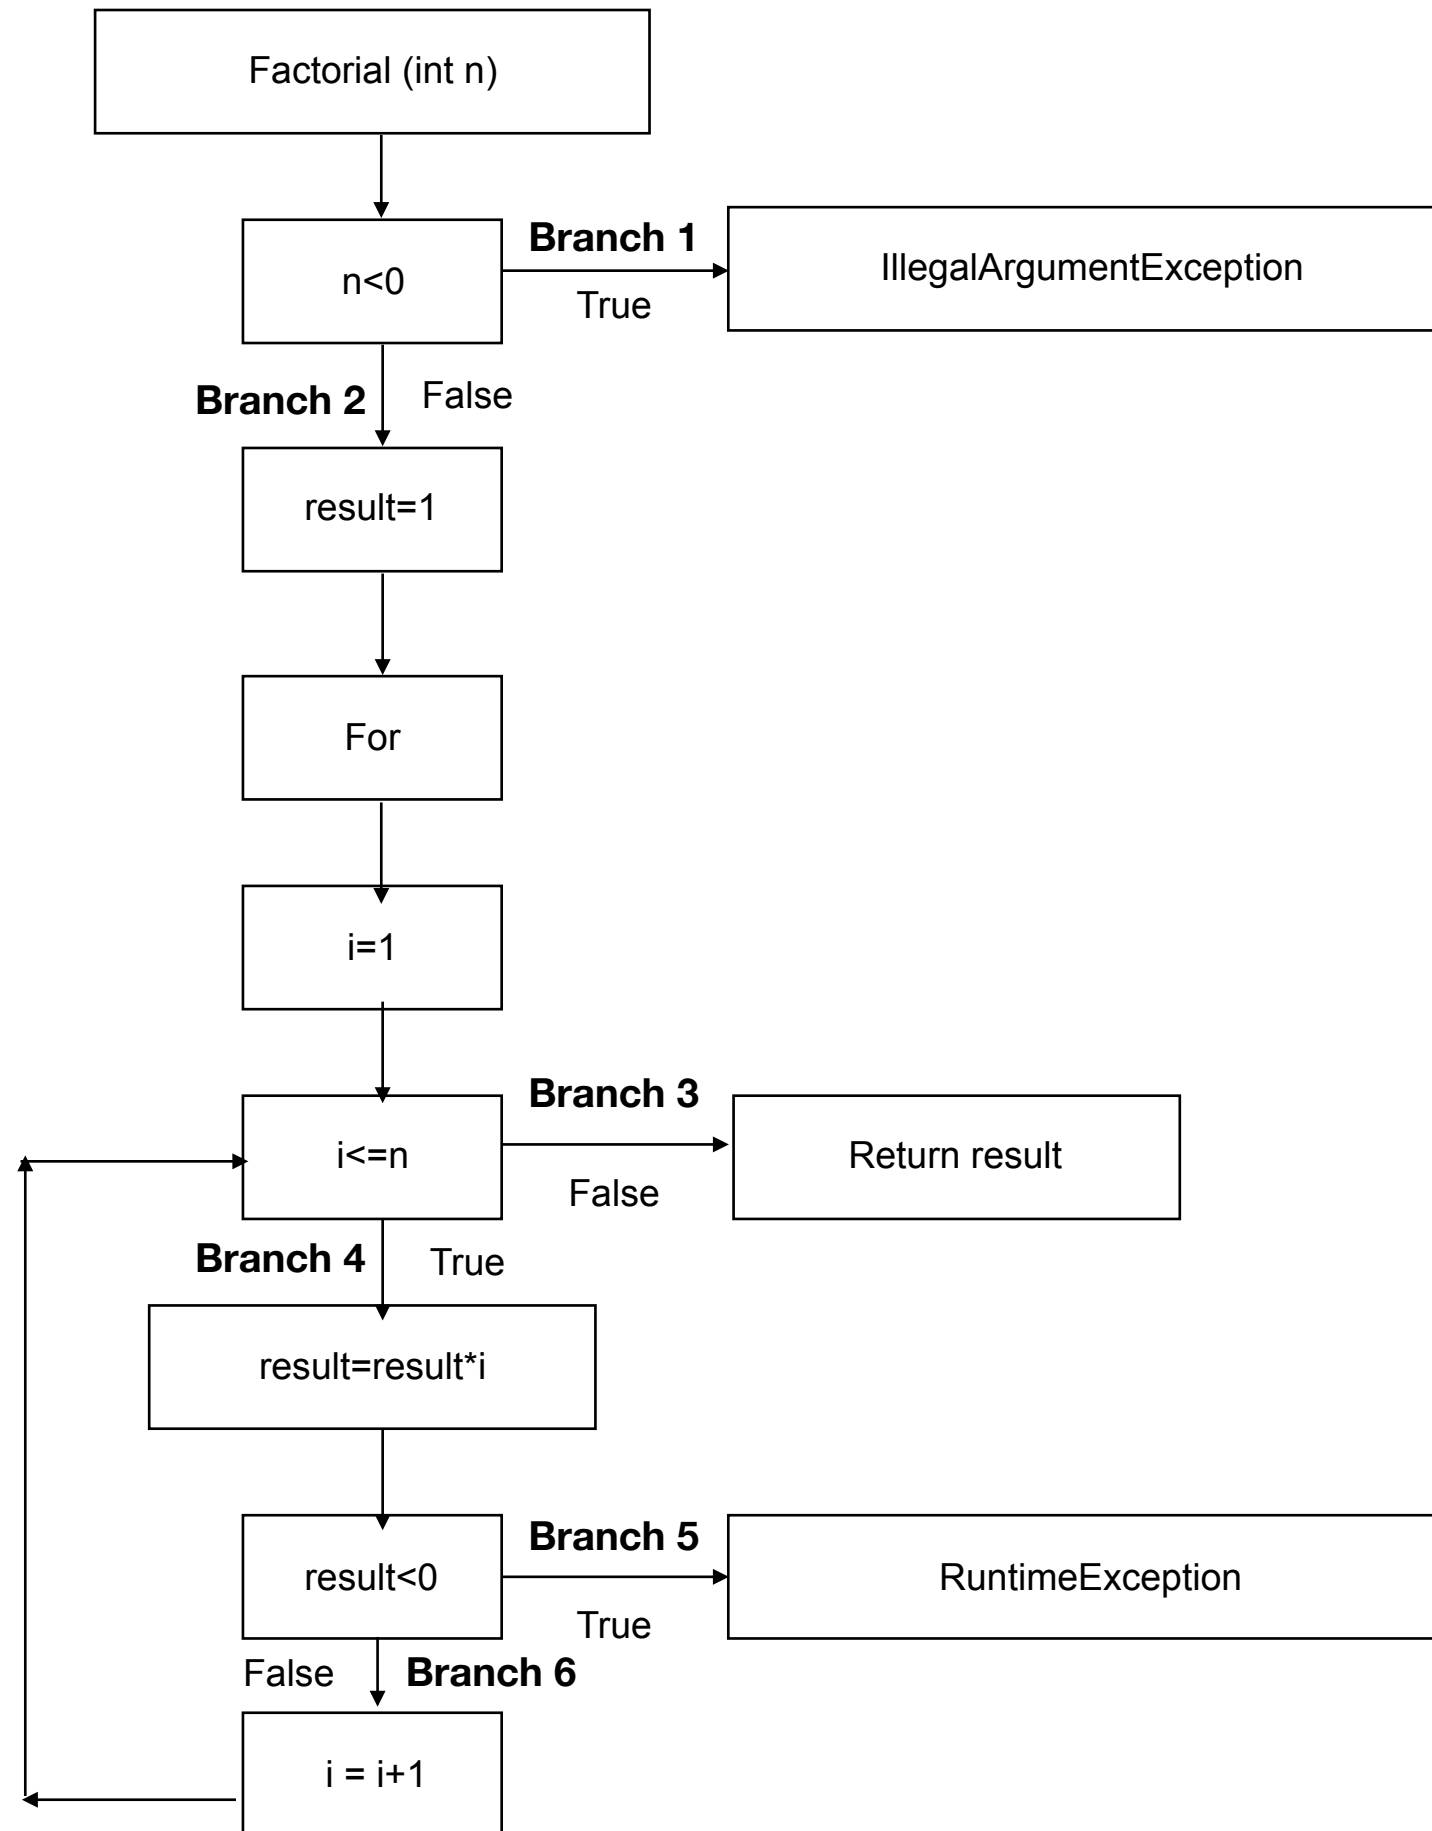 Factorial (int n)
n<0
Branch 1
True
IllegalArgumentException
Branch 2
False
result=1
For
i=1
i<=n
Branch 3
False
Return result
Branch 4
True
result=result*i
result<0
Branch 5
True
RuntimeException
False
Branch 6
i = i+1